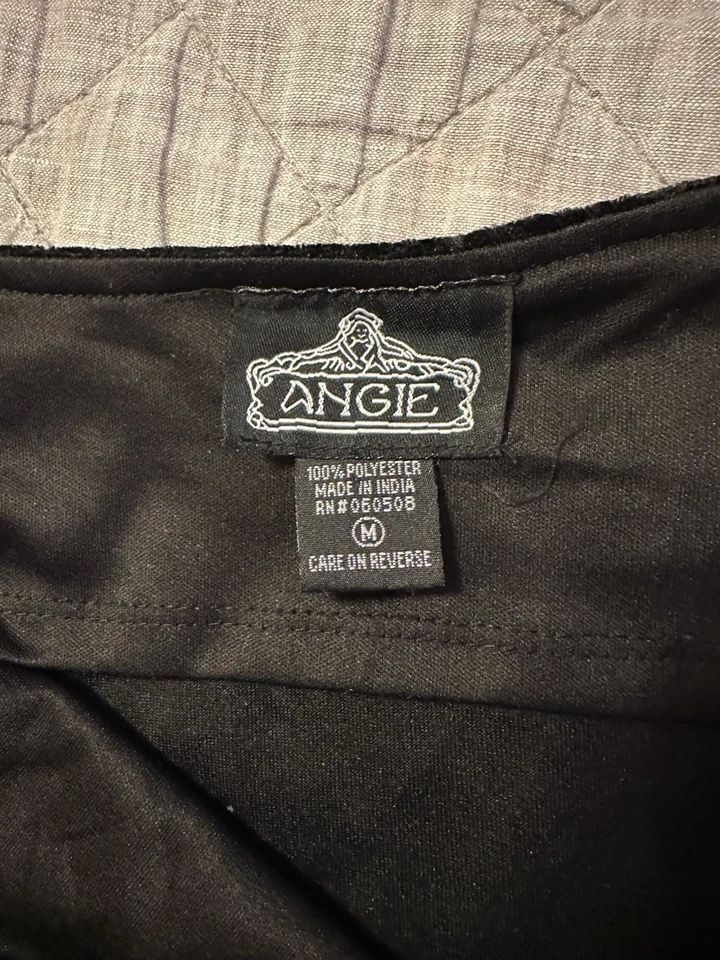 ANGIE
100% POLYESTER
MADE IN INDIA
RN# 060508
M
CARE ON REVERSE